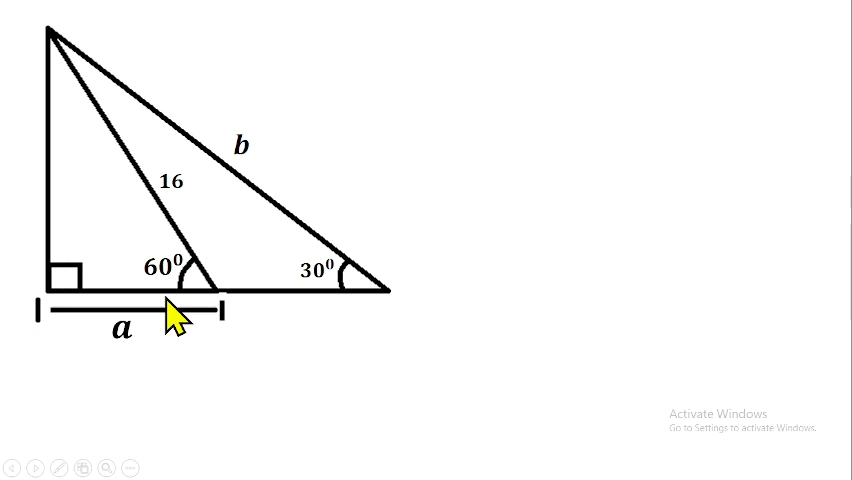 b
16
60⁰
30⁰
a
Activate Windows
Go to Settings to activate Windows.